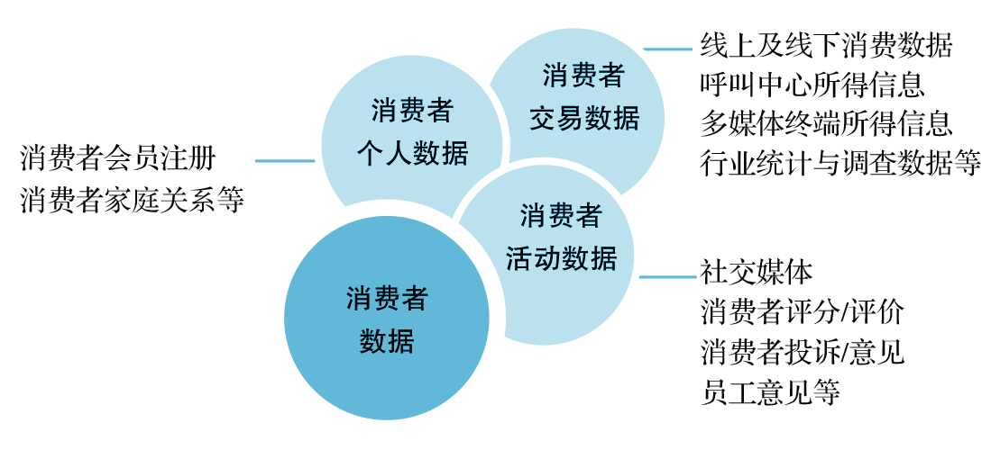 消费者
交易数据
线上及线下消费数据
呼叫中心所得信息
多媒体终端所得信息
行业统计与调查数据等
消费者
个人数据
消费者会员注册
消费者家庭关系等
消费者
活动数据
社交媒体
消费者评分/评价
消费者投诉/意见
员工意见等
消费者
数据